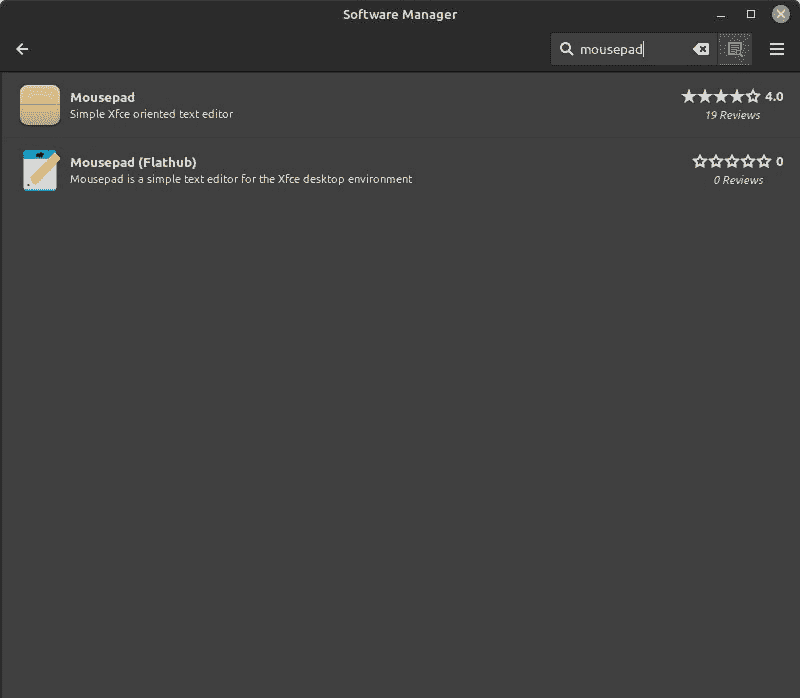 Software Manager
mousepad
Mousepad
Simple Xfce oriented text editor
4.0
19 Reviews
Mousepad (Flathub)
Mousepad is a simple text editor for the Xfce desktop environment
0
0 Reviews